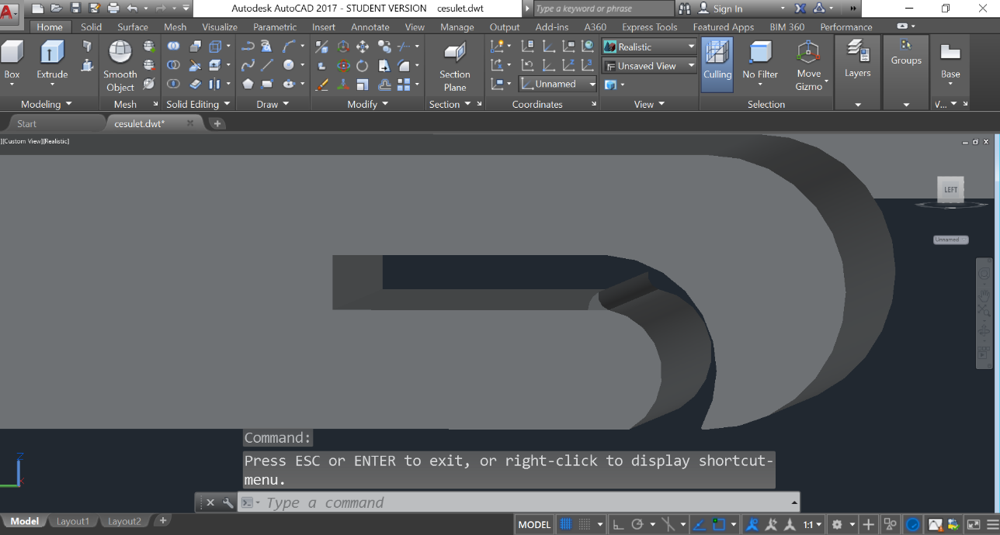 Autodesk AutoCAD 2017 - STUDENT VERSION cesulet.dwt
Type a keyword or phrase
Sign In
Home Solid Surface Mesh Visualize Parametric Insert Annotate View Manage Output Add-ins A360 Express Tools Featured Apps BIM 360 Performance
Box
Extrude
Smooth
Object
Section
Plane
Realistic
Unsaved View
Unnamed
Culling
No Filter
Move
Gizmo
Layers
Groups
Base
Modeling Mesh Solid Editing Draw Modify Section Coordinates View Selection V...
Start cesulet.dwt*
][Custom View][Realistic]
LEFT
Unnamed
Z
X
Command:
Press ESC or ENTER to exit, or right-click to display shortcut-
menu.
Type a command
Model Layout1 Layout2
MODEL 1:1